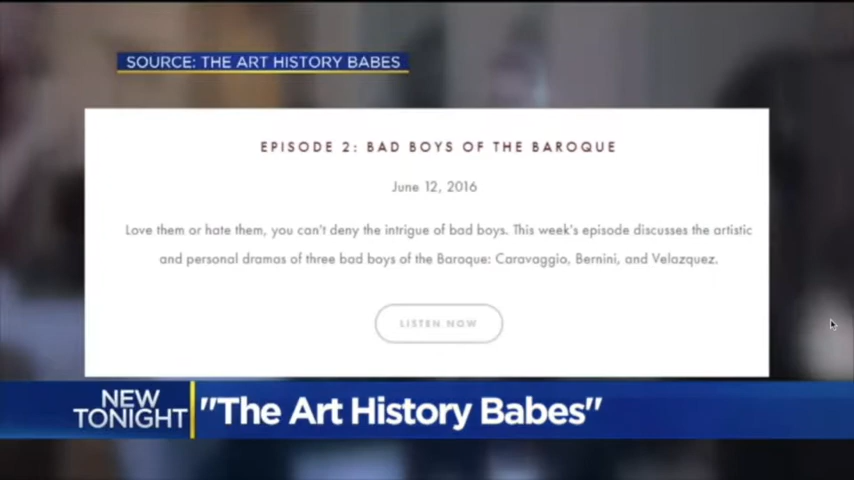 SOURCE: THE ART HISTORY BABES
EPISODE 2: BAD BOYS OF THE BAROQUE
June 12, 2016
Love them or hate them, you can't deny the intrigue of bad boys. This week's episode discusses the artistic
and personal dramas of three bad boys of the Baroque: Caravaggio, Bernini, and Velazquez.
LISTEN NOW
NEW
TONIGHT
"The Art History Babes"